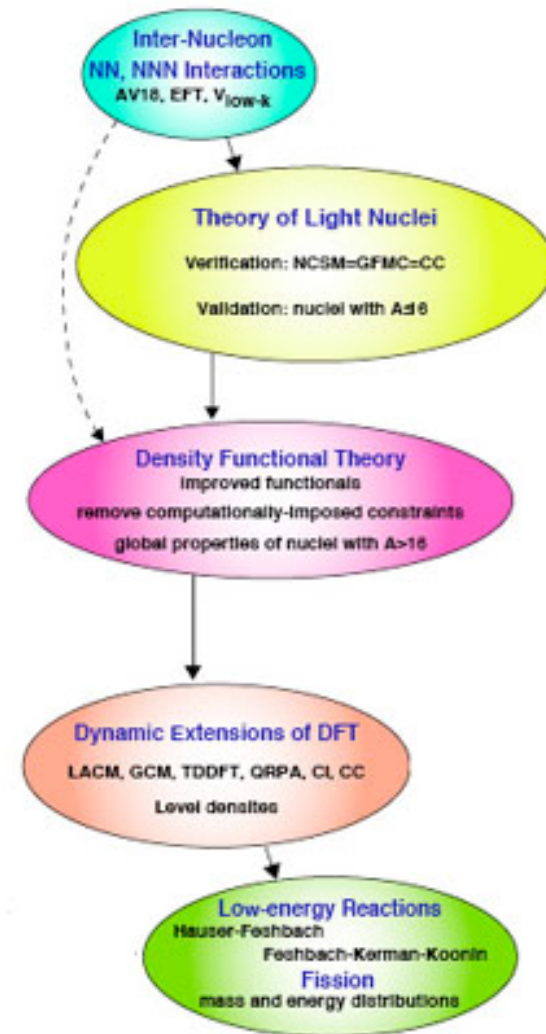 Inter-Nucleon
NN, NNN Interactions
AV18, EFT, Vlow-k
Theory of Light Nuclei
Verification: NCSM=GFMC=CC
Validation: nuclei with A≤16
Density Functional Theory
improved functionals
remove computationally-imposed constraints
global properties of nuclei with A>16
Dynamic Extensions of DFT
LACM, GCM, TDDFT, QRPA, CI, CC
Level densites
Low-energy Reactions
Hauser-Feshbach
Feshbach-Kerman-Koonin
Fission
mass and energy distributions